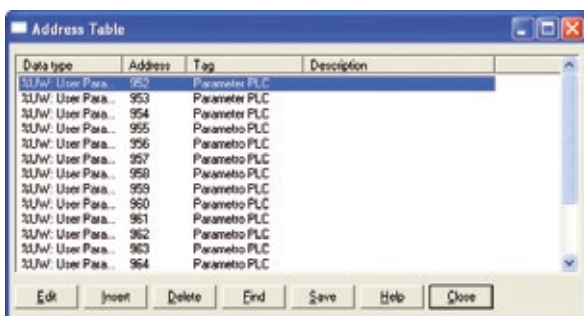 Address Table
Data type Address Tag Description
%UW: User Para... 952 Parameter PLC
%UW: User Para... 953 Parameter PLC
%UW: User Para... 954 Parameter PLC
%UW: User Para... 955 Parametro PLC
%UW: User Para... 956 Parametro PLC
%UW: User Para... 957 Parametro PLC
%UW: User Para... 958 Parametro PLC
%UW: User Para... 959 Parametro PLC
%UW: User Para... 960 Parametro PLC
%UW: User Para... 961 Parametro PLC
%UW: User Para... 962 Parametro PLC
%UW: User Para... 963 Parametro PLC
%UW: User Para... 964 Parametro PLC
Edit Insert Delete Find Save Help Close